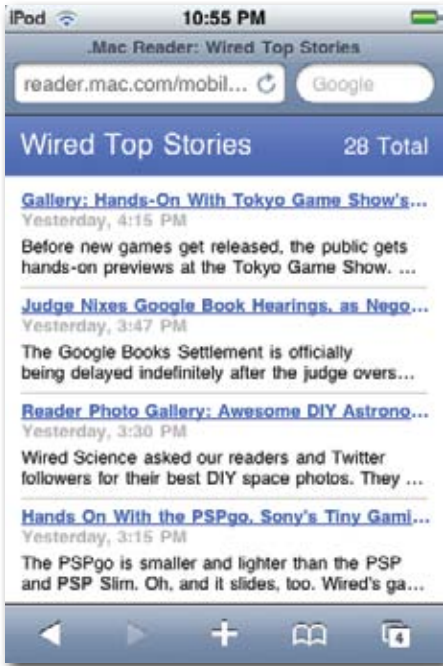 iPod 10:55 PM
.Mac Reader: Wired Top Stories
reader.mac.com/mobil... Google
Wired Top Stories 28 Total
Gallery: Hands-On With Tokyo Game Show's...
Yesterday, 4:15 PM
Before new games get released, the public gets
hands-on previews at the Tokyo Game Show. ...
Judge Nixes Google Book Hearings, as Nego...
Yesterday, 3:47 PM
The Google Books Settlement is officially
being delayed indefinitely after the judge overs...
Reader Photo Gallery: Awesome DIY Astrono...
Yesterday, 3:30 PM
Wired Science asked our readers and Twitter
followers for their best DIY space photos. They ...
Hands On With the PSPgo, Sony's Tiny Gami...
Yesterday, 3:15 PM
The PSPgo is smaller and lighter than the PSP
and PSP Slim. Oh, and it slides, too. Wired's ga...
4